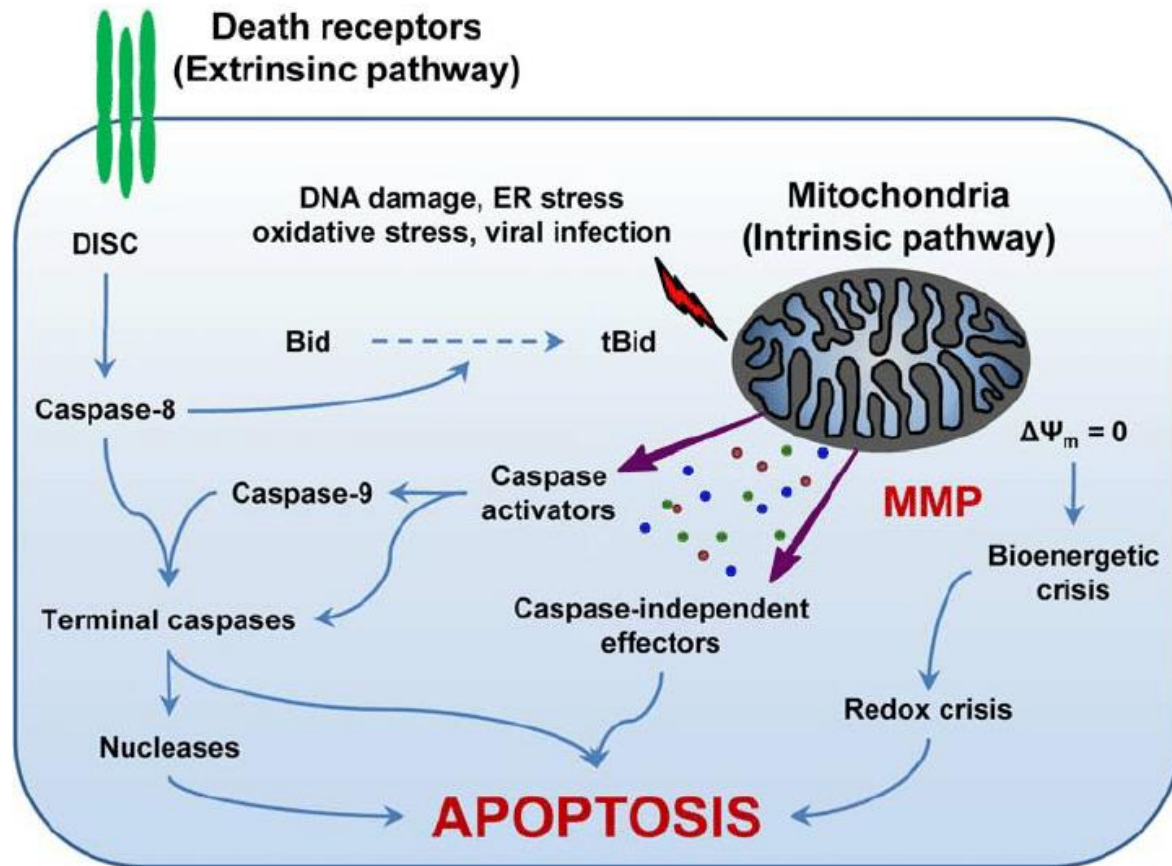 Death receptors
(Extrinsinc pathway)
DISC
DNA damage, ER stress
oxidative stress, viral infection
Mitochondria
(Intrinsic pathway)
Bid
tBid
Caspase-8
ΔΨm = 0
Caspase-9
Caspase
activators
MMP
Bioenergetic
crisis
Terminal caspases
Caspase-independent
effectors
Redox crisis
Nucleases
APOPTOSIS